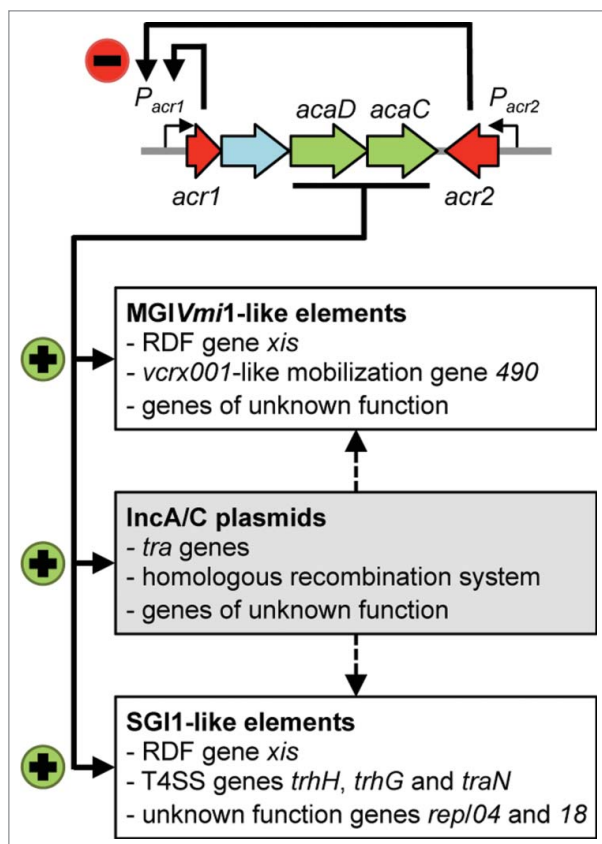 Pacr1
acaD acaC
Pacr2
acr1
acr2
MGIVmi1-like elements
- RDF gene xis
- vcrx001-like mobilization gene 490
- genes of unknown function
IncA/C plasmids
- tra genes
- homologous recombination system
- genes of unknown function
SGI1-like elements
- RDF gene xis
- T4SS genes trhH, trhG and traN
- unknown function genes rep/04 and 18